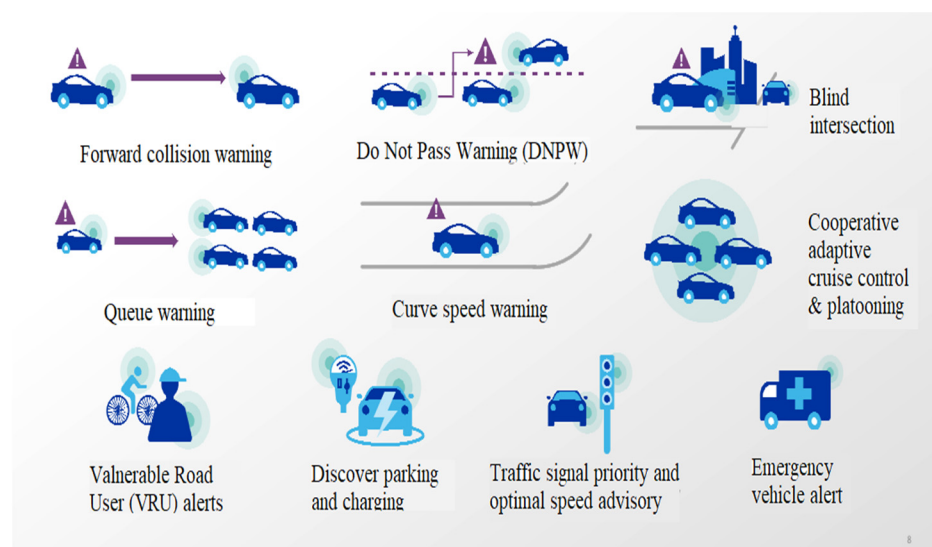 Forward collision warning
Do Not Pass Warning (DNPW)
Blind
intersection
Queue warning
Curve speed warning
Cooperative
adaptive
cruise control
& platooning
Valnerable Road
User (VRU) alerts
Discover parking
and charging
Traffic signal priority and
optimal speed advisory
Emergency
vehicle alert
8